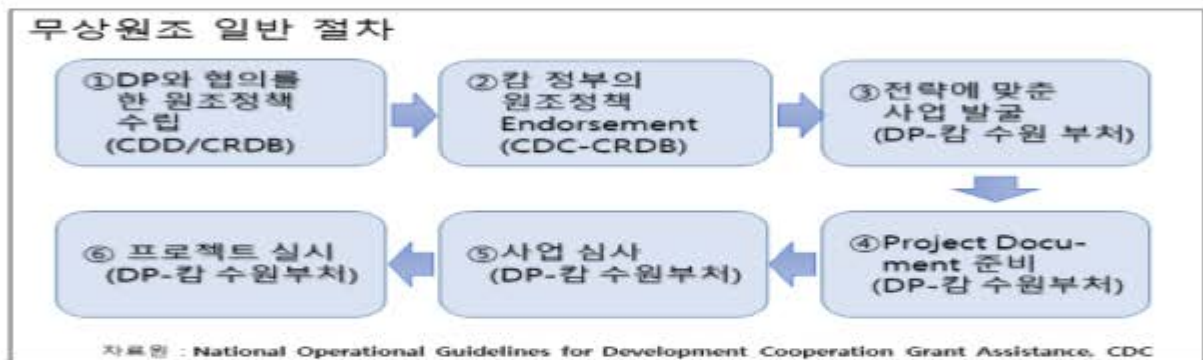 무상원조 일반 절차
①DP와 협의를
한 원조정책
수립
(CDD/CRDB)
②캄 정부의
원조정책
Endorsement
(CDC-CRDB)
③전략에 맞춘
사업 발굴
(DP-캄 수원 부처)
④Project Docu-
ment 준비
(DP-캄 수원부처)
⑤사업 심사
(DP-캄 수원부처)
⑥ 프로젝트 실시
(DP-캄 수원부처)
자료원 : National Operational Guidelines for Development Cooperation Grant Assistance, CDC